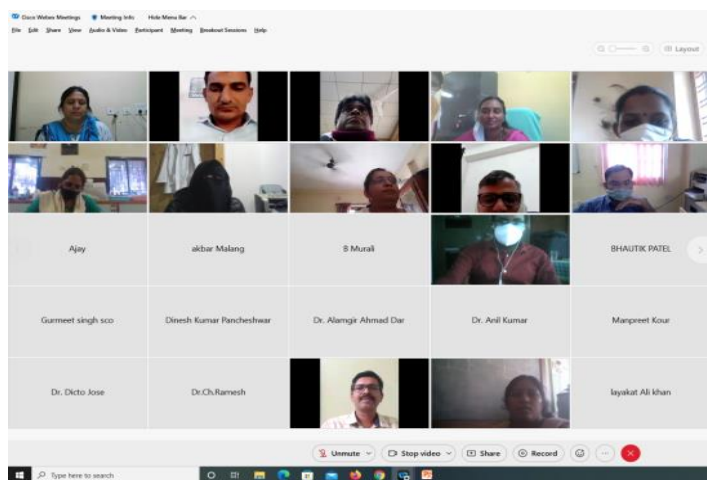 Cisco Webex Meetings Meeting Info Hide Menu Bar
File Edit Share View Audio & Video Participant Meeting Breakout Sessions Help
Layout
Ajay akbar Malang B Murali BHAUTIK PATEL
Gurmeet singh sco Dinesh Kumar Pancheshwar Dr. Alamgir Ahmad Dar Dr. Anil Kumar Manpreet Kour
Dr. Dicto Jose Dr.Ch.Ramesh layakat Ali khan
Unmute Stop video Share Record
Type here to search